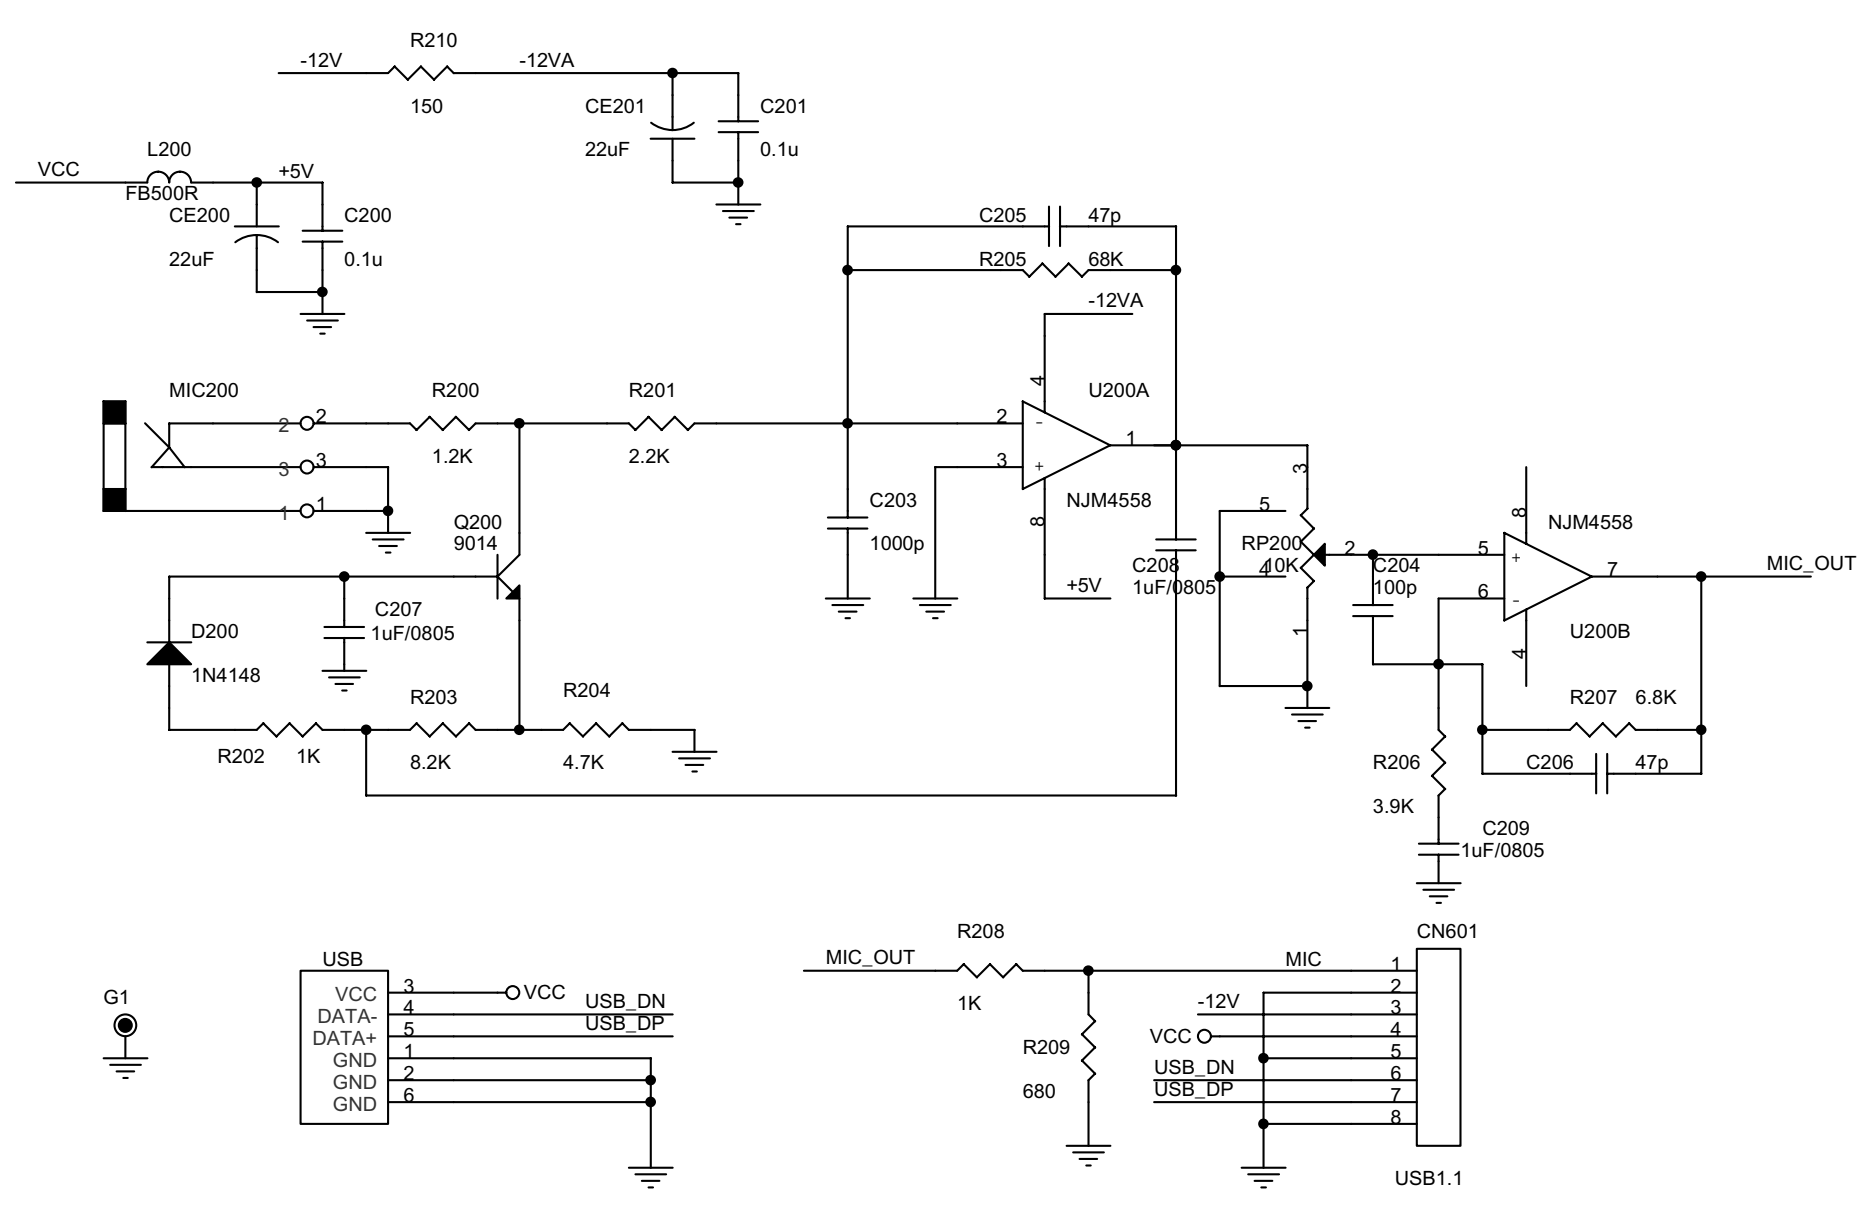 R210
-12V
-12VA
150
CE201
22uF
C201
0.1u
L200
VCC
FB500R
+5V
CE200
22uF
C200
0.1u
C205
47p
R205
68K
-12VA
4
U200A
MIC200
2
2
3
3
1
1
R200
1.2K
R201
2.2K
2
-
3
+
1
8
NJM4558
+5V
C203
1000p
Q200
9014
C207
1uF/0805
D200
1N4148
R202
1K
R203
8.2K
R204
4.7K
C208
1uF/0805
3
5
RP200
10K
4
2
1
C204
100p
8
NJM4558
5
+
6
-
7
MIC_OUT
4
U200B
R207
6.8K
C206
47p
R206
3.9K
C209
1uF/0805
G1
USB
VCC
3
VCC
DATA-
4
USB_DN
DATA+
5
USB_DP
GND
1
GND
2
GND
6
MIC_OUT
R208
1K
R209
680
CN601
MIC
1
2
-12V
3
VCC
4
5
USB_DN
6
USB_DP
7
8
USB1.1